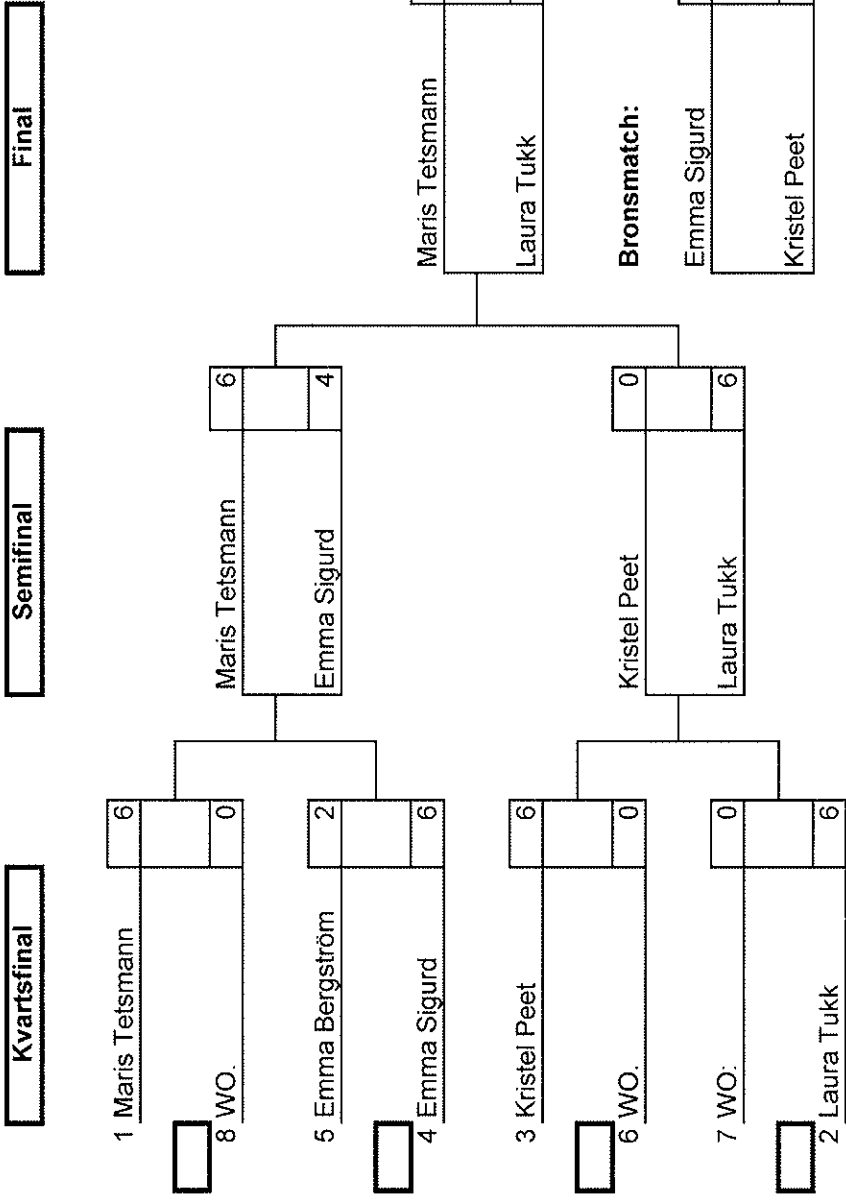 Kvartsfinal
1 Maris Tetsmann 6
8 WO. 0
5 Emma Bergström 2
4 Emma Sigurd 6
3 Kristel Peet 6
6 WO. 0
7 WO: 0
2 Laura Tukk 6
Semifinal
Maris Tetsmann 6
Emma Sigurd 4
Kristel Peet 0
Laura Tukk 6
Final
Maris Tetsmann
Laura Tukk
Bronsmatch:
Emma Sigurd
Kristel Peet